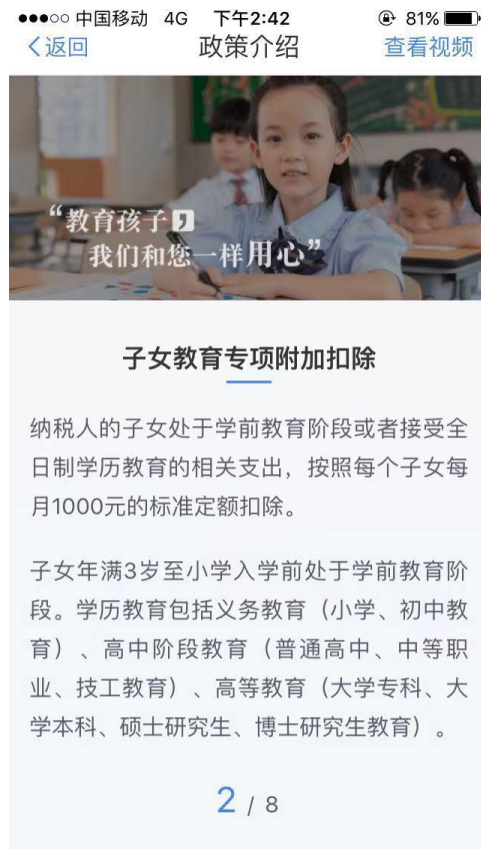 中国移动 4G 下午2:42 81%
返回 政策介绍 查看视频
“教育孩子，
我们和您一样用心”
子女教育专项附加扣除
纳税人的子女处于学前教育阶段或者接受全
日制学历教育的相关支出，按照每个子女每
月1000元的标准定额扣除。
子女年满3岁至小学入学前处于学前教育阶
段。学历教育包括义务教育（小学、初中教
育）、高中阶段教育（普通高中、中等职
业、技工教育）、高等教育（大学专科、大
学本科、硕士研究生、博士研究生教育）。
2 / 8